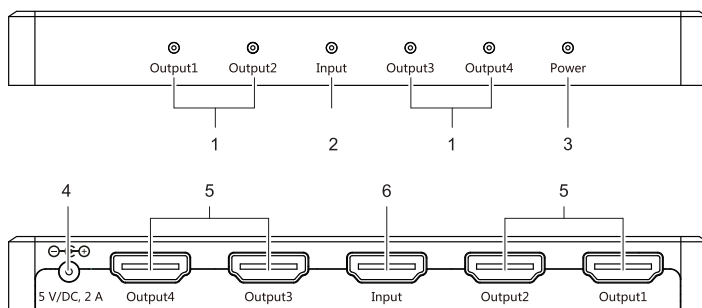 Output1 Output2 Input Output3 Output4 Power
1 2 1 3
4 5 6 5
5 V/DC, 2 A Output4 Output3 Input Output2 Output1